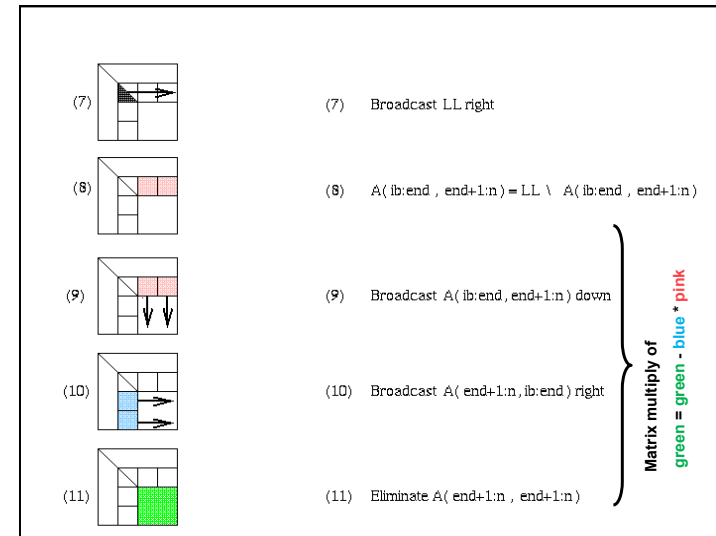 (7) (7) Broadcast LL right
(8) (8) A( ib:end , end+1:n ) = LL \ A( ib:end , end+1:n )
(9) (9) Broadcast A( ib:end, end+1:n ) down
(10) (10) Broadcast A( end+1:n, ib:end ) right
(11) (11) Eliminate A( end+1:n , end+1:n )
Matrix multiply of
green = green - blue * pink